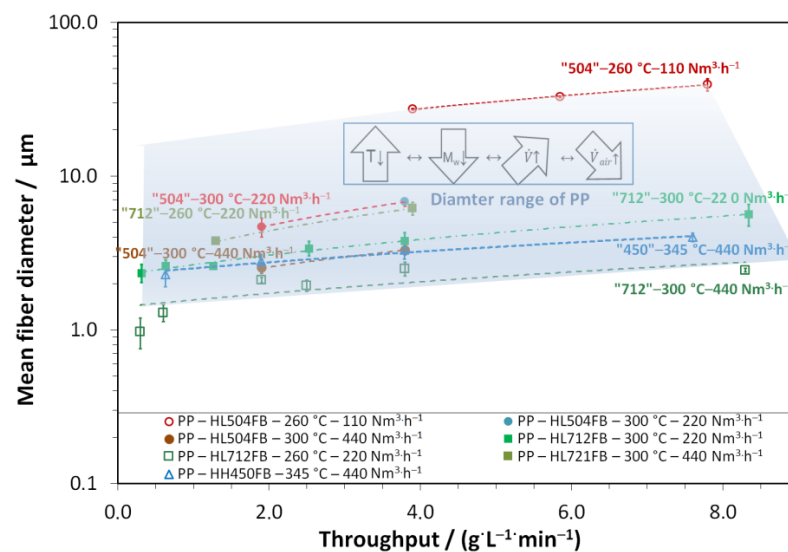 100.0
"504"–260 °C–110 Nm³·h⁻¹
T↓ ↔ Mw↓ ↔ V̇↑ ↔ V̇air↑
10.0
"504"–300 °C–220 Nm³·h⁻¹
Diamter range of PP
"712"–300 °C–22 0 Nm³·h⁻¹
"712"–260 °C–220 Nm³·h⁻¹
"504"–300 °C–440 Nm³·h⁻¹
"450"–345 °C–440 Nm³·h⁻¹
"712"–300 °C–440 Nm³·h⁻¹
1.0
Mean fiber diameter / μm
PP – HL504FB – 260 °C – 110 Nm³·h⁻¹
PP – HL504FB – 300 °C – 220 Nm³·h⁻¹
PP – HL504FB – 300 °C – 440 Nm³·h⁻¹
PP – HL712FB – 300 °C – 220 Nm³·h⁻¹
PP – HL712FB – 260 °C – 220 Nm³·h⁻¹
PP – HL721FB – 300 °C – 440 Nm³·h⁻¹
PP – HH450FB –345 °C – 440 Nm³·h⁻¹
0.1
0.0 2.0 4.0 6.0 8.0
Throughput / (g·L⁻¹·min⁻¹)